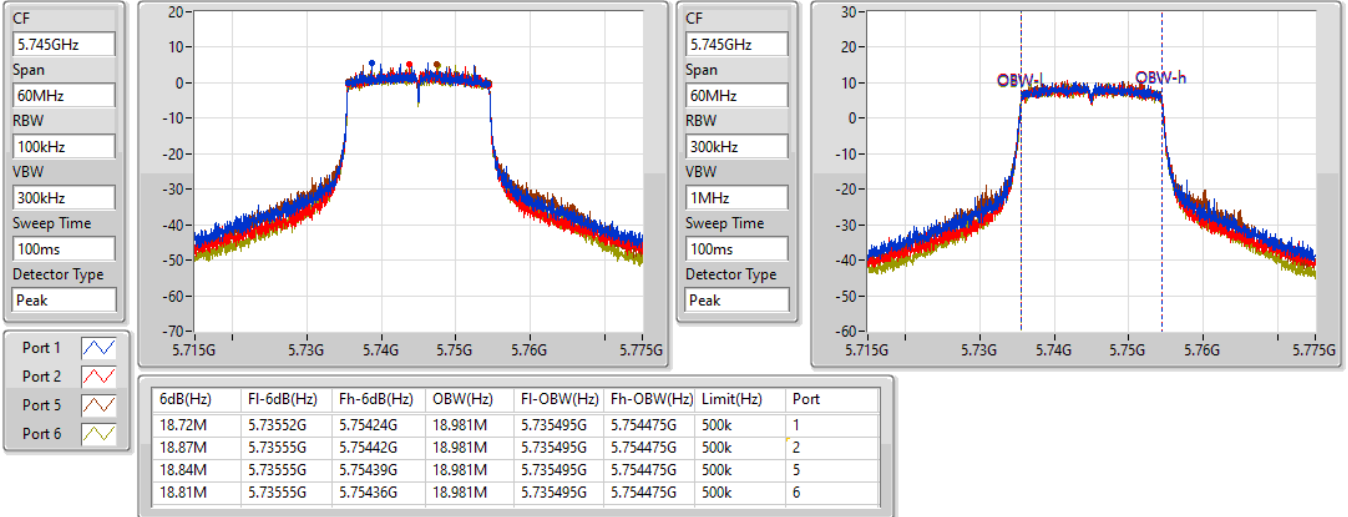 CF
5.745GHz
Span
60MHz
RBW
100kHz
VBW
300kHz
Sweep Time
100ms
Detector Type
Peak
20
10
0
-10
-20
-30
-40
-50
-60
-70
5.715G 5.73G 5.74G 5.75G 5.76G 5.775G
CF
5.745GHz
Span
60MHz
RBW
300kHz
VBW
1MHz
Sweep Time
100ms
Detector Type
Peak
30
20
10
0
-10
-20
-30
-40
-50
-60
OBW-l OBW-h
5.715G 5.73G 5.74G 5.75G 5.76G 5.775G
Port 1
Port 2
Port 5
Port 6
6dB(Hz) Fl-6dB(Hz) Fh-6dB(Hz) OBW(Hz) Fl-OBW(Hz) Fh-OBW(Hz) Limit(Hz) Port
18.72M 5.73552G 5.75424G 18.981M 5.735495G 5.754475G 500k 1
18.87M 5.73555G 5.75442G 18.981M 5.735495G 5.754475G 500k 2
18.84M 5.73555G 5.75439G 18.981M 5.735495G 5.754475G 500k 5
18.81M 5.73555G 5.75436G 18.981M 5.735495G 5.754475G 500k 6